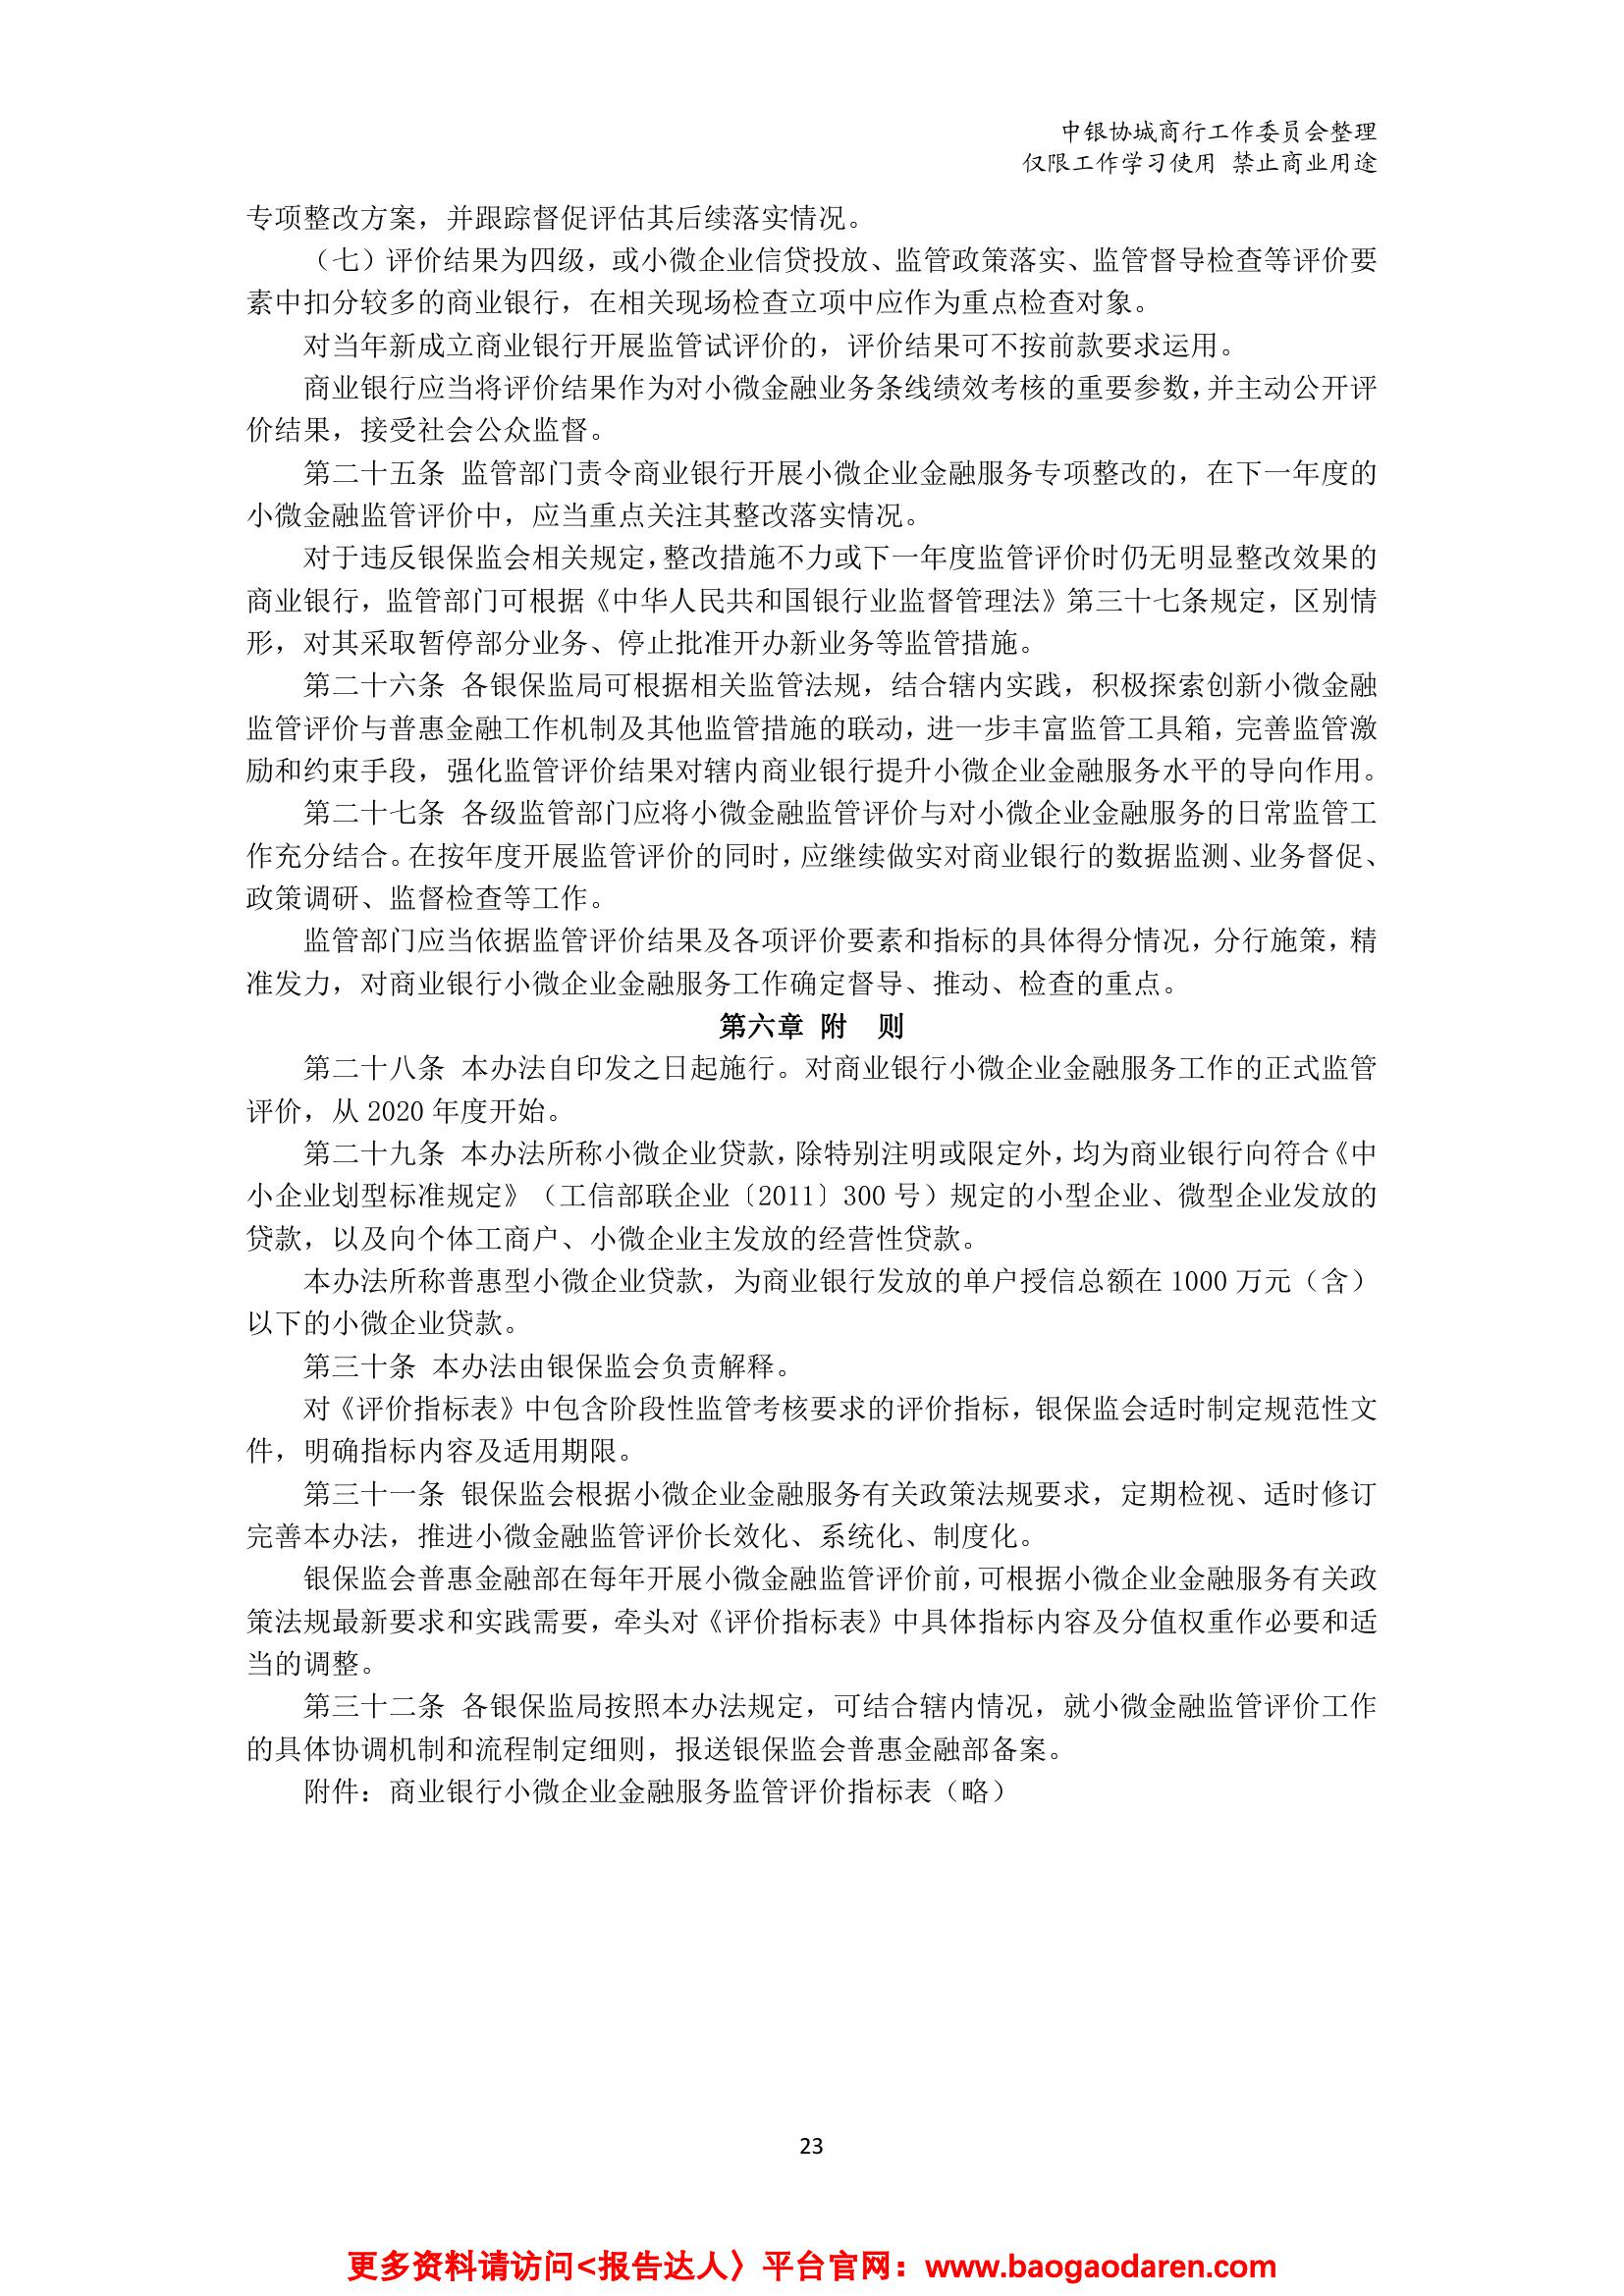 中银协城商行工作委员会整理
仅限工作学习使用 禁止商业用途
专项整改方案，并跟踪督促评估其后续落实情况。
（七）评价结果为四级，或小微企业信贷投放、监管政策落实、监管督导检查等评价要
素中扣分较多的商业银行，在相关现场检查立项中应作为重点检查对象。
对当年新成立商业银行开展监管试评价的，评价结果可不按前款要求运用。
商业银行应当将评价结果作为对小微金融业务条线绩效考核的重要参数，并主动公开评
价结果，接受社会公众监督。
第二十五条 监管部门责令商业银行开展小微企业金融服务专项整改的，在下一年度的
小微金融监管评价中，应当重点关注其整改落实情况。
对于违反银保监会相关规定，整改措施不力或下一年度监管评价时仍无明显整改效果的
商业银行，监管部门可根据《中华人民共和国银行业监督管理法》第三十七条规定，区别情
形，对其采取暂停部分业务、停止批准开办新业务等监管措施。
第二十六条 各银保监局可根据相关监管法规，结合辖内实践，积极探索创新小微金融
监管评价与普惠金融工作机制及其他监管措施的联动，进一步丰富监管工具箱，完善监管激
励和约束手段，强化监管评价结果对辖内商业银行提升小微企业金融服务水平的导向作用。
第二十七条 各级监管部门应将小微金融监管评价与对小微企业金融服务的日常监管工
作充分结合。在按年度开展监管评价的同时，应继续做实对商业银行的数据监测、业务督促、
政策调研、监督检查等工作。
监管部门应当依据监管评价结果及各项评价要素和指标的具体得分情况，分行施策，精
准发力，对商业银行小微企业金融服务工作确定督导、推动、检查的重点。
第六章 附　则
第二十八条 本办法自印发之日起施行。对商业银行小微企业金融服务工作的正式监管
评价，从 2020 年度开始。
第二十九条 本办法所称小微企业贷款，除特别注明或限定外，均为商业银行向符合《中
小企业划型标准规定》（工信部联企业〔2011〕300 号）规定的小型企业、微型企业发放的
贷款，以及向个体工商户、小微企业主发放的经营性贷款。
本办法所称普惠型小微企业贷款，为商业银行发放的单户授信总额在 1000 万元（含）
以下的小微企业贷款。
第三十条 本办法由银保监会负责解释。
对《评价指标表》中包含阶段性监管考核要求的评价指标，银保监会适时制定规范性文
件，明确指标内容及适用期限。
第三十一条 银保监会根据小微企业金融服务有关政策法规要求，定期检视、适时修订
完善本办法，推进小微金融监管评价长效化、系统化、制度化。
银保监会普惠金融部在每年开展小微金融监管评价前，可根据小微企业金融服务有关政
策法规最新要求和实践需要，牵头对《评价指标表》中具体指标内容及分值权重作必要和适
当的调整。
第三十二条 各银保监局按照本办法规定，可结合辖内情况，就小微金融监管评价工作
的具体协调机制和流程制定细则，报送银保监会普惠金融部备案。
附件：商业银行小微企业金融服务监管评价指标表（略）
23
更多资料请访问<报告达人〉平台官网：www.baogaodaren.com